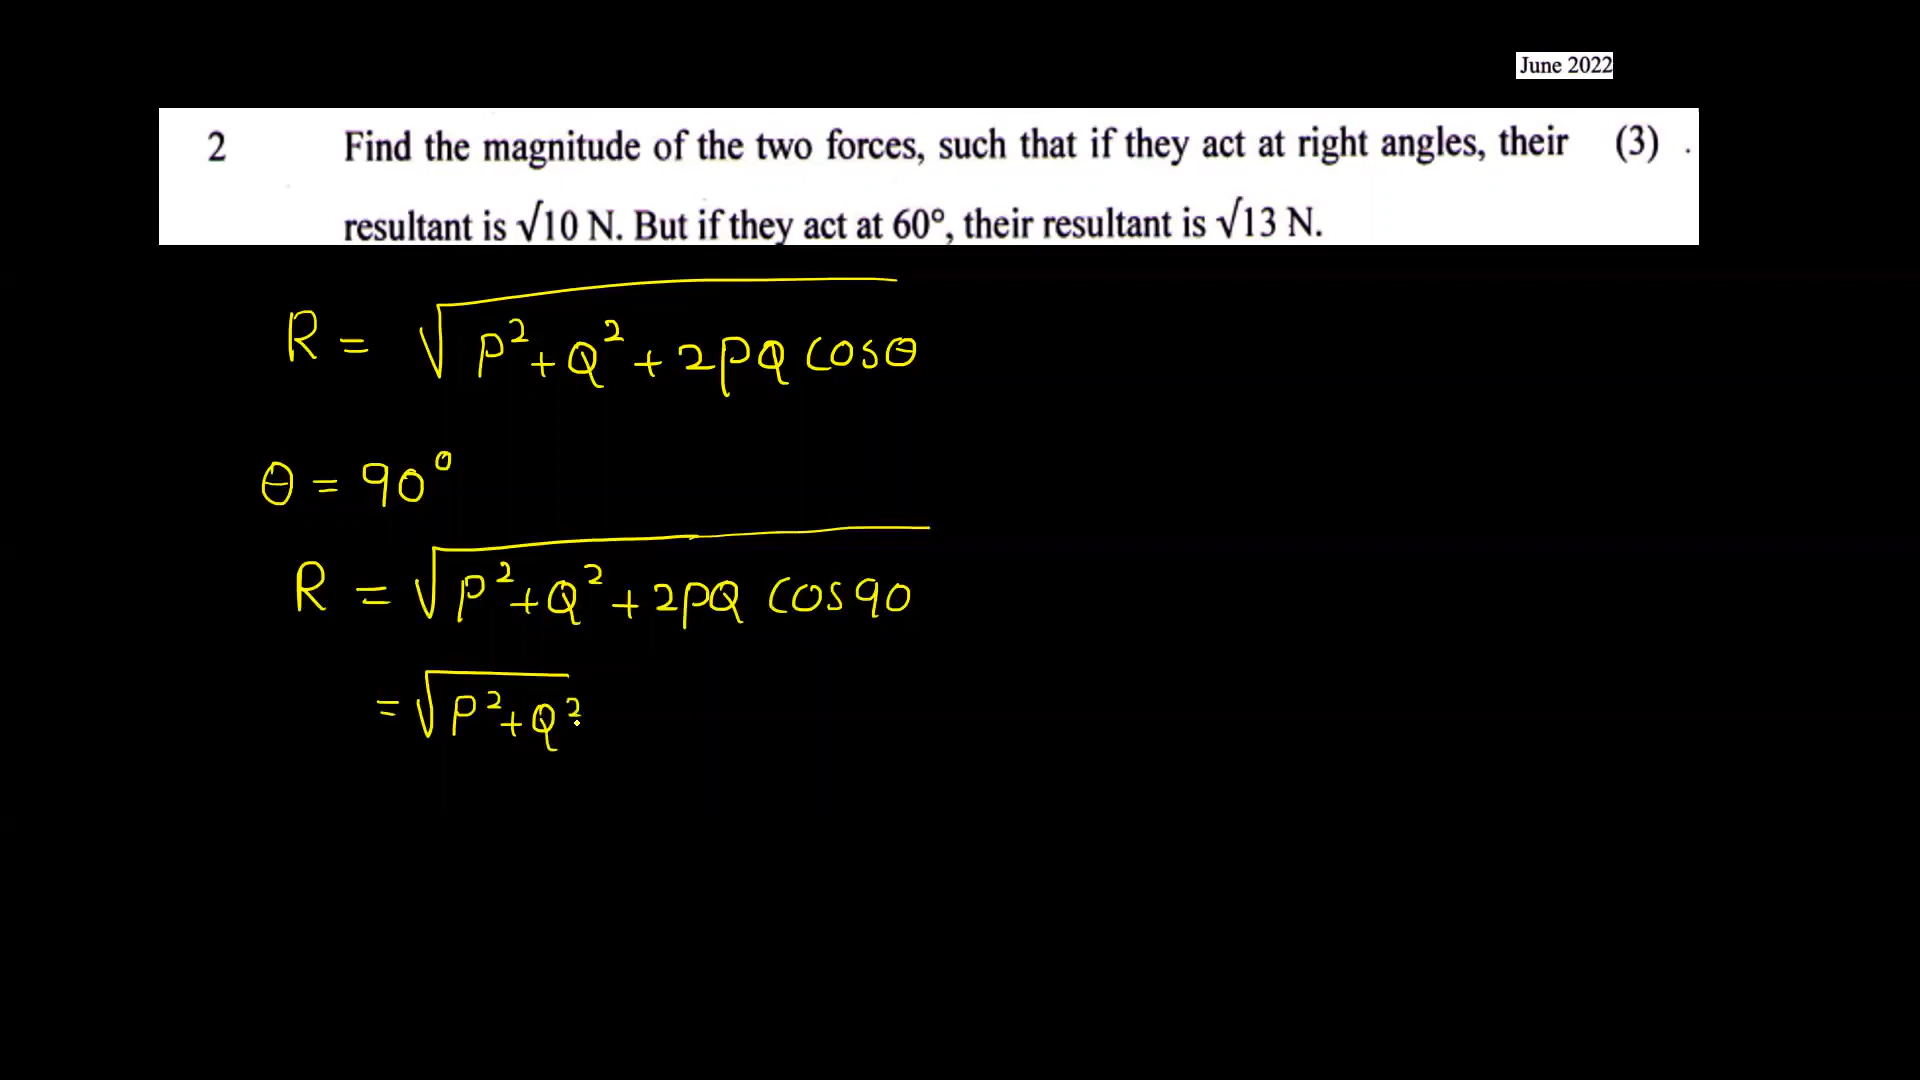 June 2022
2 Find the magnitude of the two forces, such that if they act at right angles, their (3) .
resultant is √10 N. But if they act at 60°, their resultant is √13 N.
R = √P²+Q²+2PQ cosθ
θ = 90°
R = √P²+Q²+2PQ cos90
= √P²+Q²